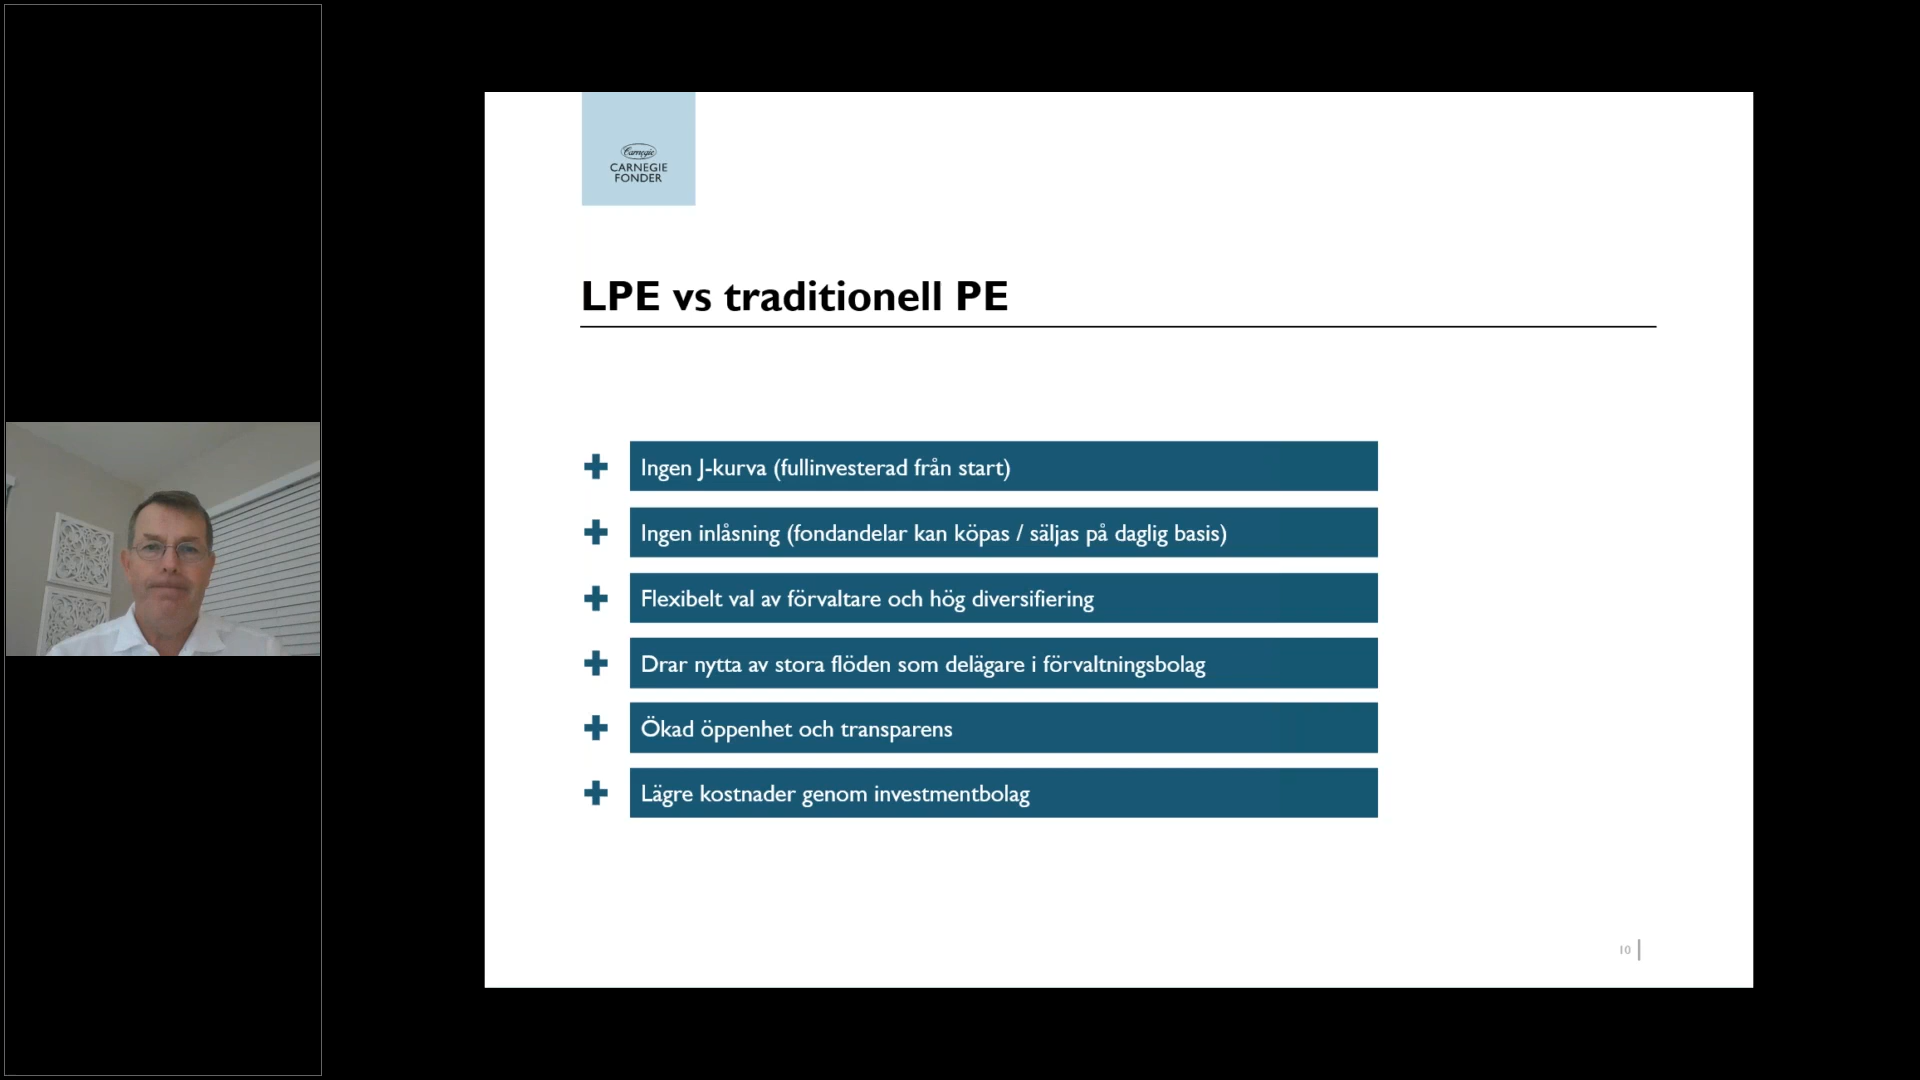 Carnegie
CARNEGIE
FONDER
LPE vs traditionell PE
Ingen J-kurva (fullinvesterad från start)
Ingen inlåsning (fondandelar kan köpas / säljas på daglig basis)
Flexibelt val av förvaltare och hög diversifiering
Drar nytta av stora flöden som delägare i förvaltningsbolag
Ökad öppenhet och transparens
Lägre kostnader genom investmentbolag
10